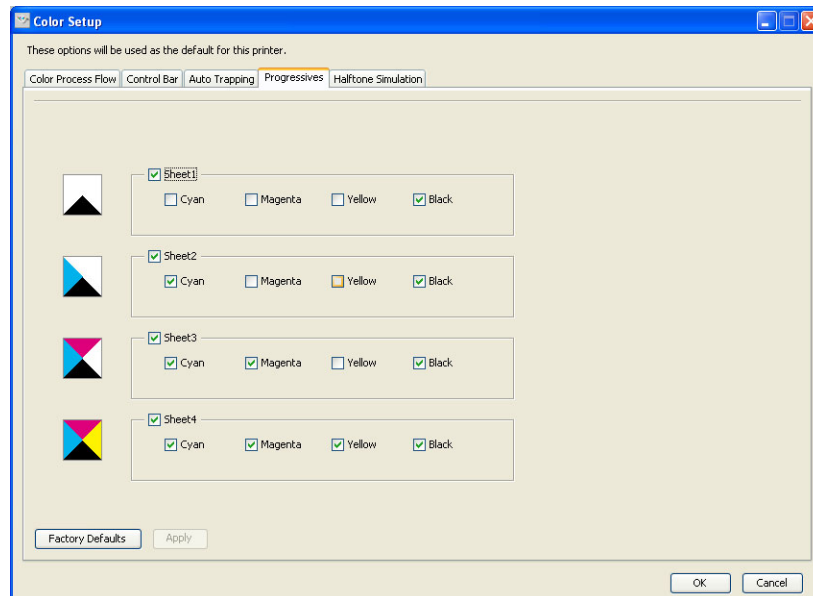 Color Setup
These options will be used as the default for this printer.
Color Process Flow Control Bar Auto Trapping Progressives Halftone Simulation
Sheet1
Cyan Magenta Yellow Black
Sheet2
Cyan Magenta Yellow Black
Sheet3
Cyan Magenta Yellow Black
Sheet4
Cyan Magenta Yellow Black
Factory Defaults Apply
OK Cancel